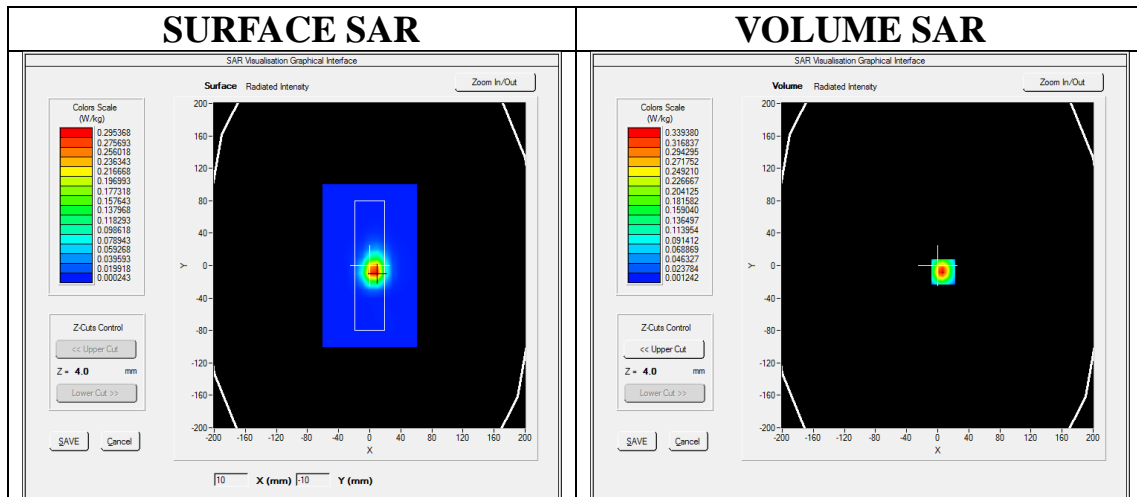 SURFACE SAR
VOLUME SAR
SAR Visualisation Graphical Interface
Surface Radiated Intensity
Zoom In/Out
Colors Scale
(W/kg)
0.295368
0.275693
0.256018
0.236343
0.216668
0.196993
0.177318
0.157643
0.137968
0.118293
0.098618
0.078943
0.059268
0.039593
0.019918
0.000243
Z-Cuts Control
<< Upper Cut
Z = 4.0 mm
Lower Cut >>
SAVE Cancel
200
160
120
80
40
0
-40
-80
-120
-160
-200
Y
-200 -160 -120 -80 -40 0 40 80 120 160 200
X
10 X (mm) -10 Y (mm)
SAR Visualisation Graphical Interface
Volume Radiated Intensity
Zoom In/Out
Colors Scale
(W/kg)
0.339380
0.316837
0.294295
0.271752
0.249210
0.226667
0.204125
0.181582
0.159040
0.136497
0.113954
0.091412
0.068869
0.046327
0.023784
0.001242
Z-Cuts Control
<< Upper Cut
Z = 4.0 mm
Lower Cut >>
SAVE Cancel
200
160
120
80
40
0
-40
-80
-120
-160
-200
Y
-200 -160 -120 -80 -40 0 40 80 120 160 200
X